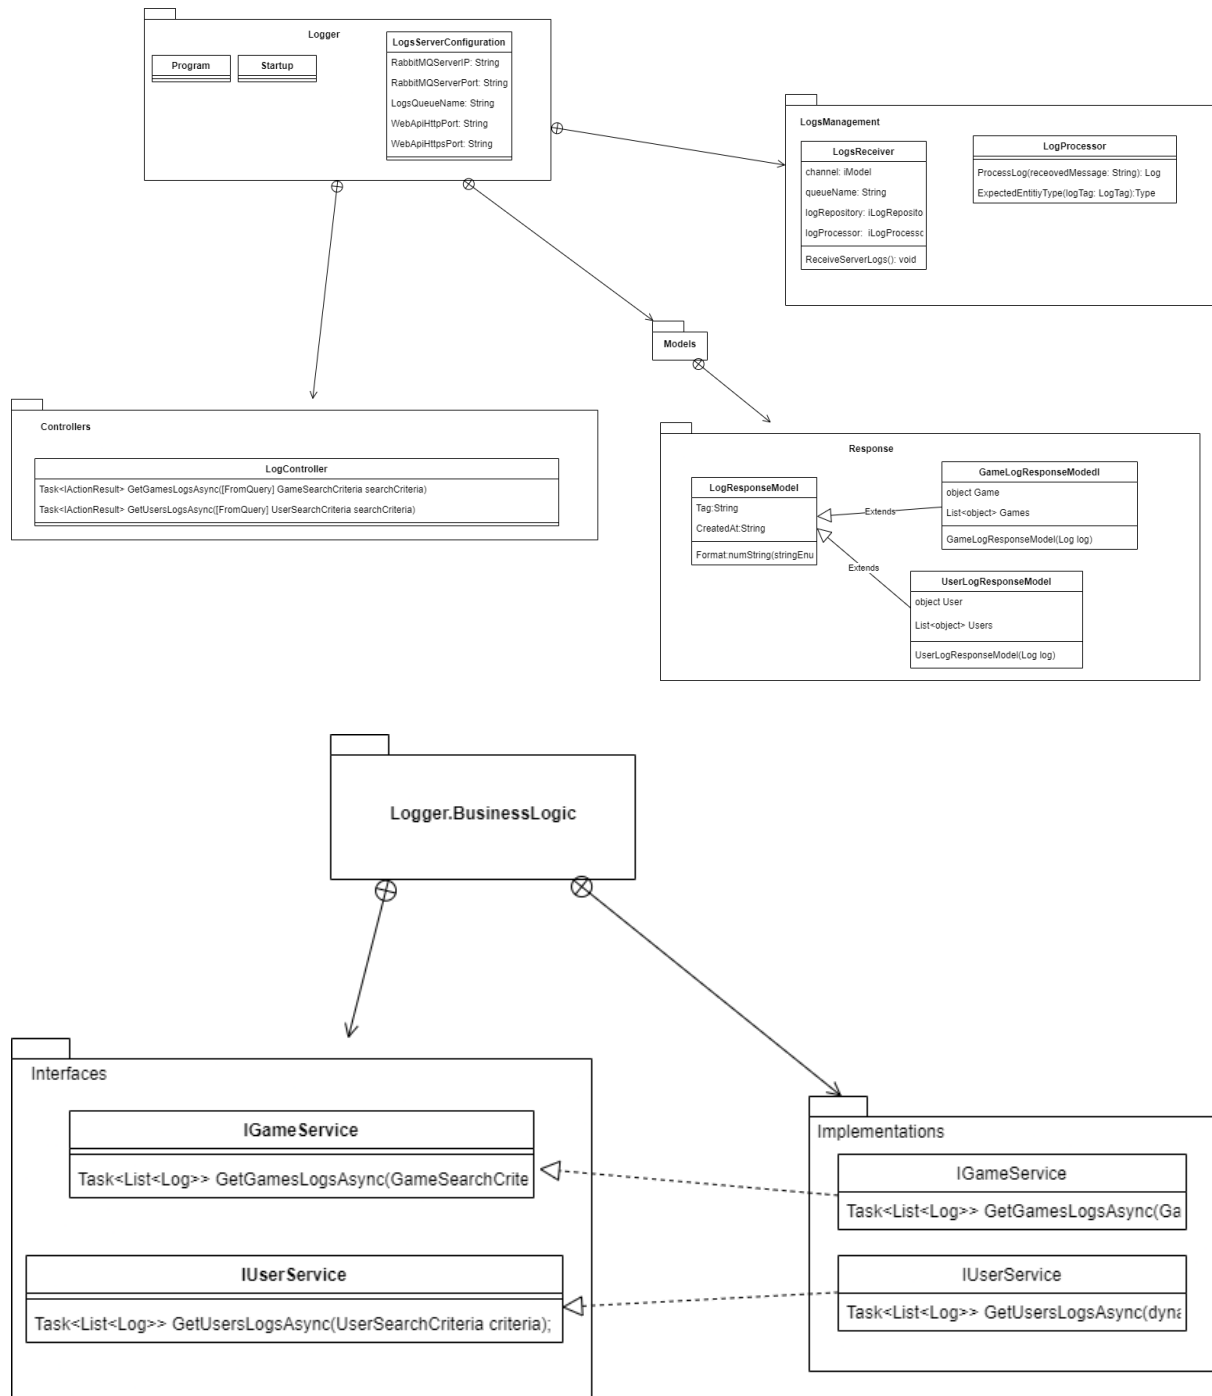 Logger
Program
Startup
LogsServerConfiguration
RabbitMQServerIP: String
RabbitMQServerPort: String
LogsQueueName: String
WebApiHttpPort: String
WebApiHttpsPort: String
LogsManagement
LogsReceiver
channel: iModel
queueName: String
logRepository: iLogReposito
logProcessor: iLogProcessc
ReceiveServerLogs(): void
LogProcessor
ProcessLog(receovedMessage: String): Log
ExpectedEntitiyType(logTag: LogTag):Type
Models
Controllers
LogController
Task<IActionResult> GetGamesLogsAsync([FromQuery] GameSearchCriteria searchCriteria)
Task<IActionResult> GetUsersLogsAsync([FromQuery] UserSearchCriteria searchCriteria)
Response
LogResponseModel
Tag:String
CreatedAt:String
Format:numString(stringEnu
Extends
Extends
GameLogResponseModedl
object Game
List<object> Games
GameLogResponseModel(Log log)
UserLogResponseModel
object User
List<object> Users
UserLogResponseModel(Log log)
Logger.BusinessLogic
Interfaces
IGameService
Task<List<Log>> GetGamesLogsAsync(GameSearchCrite
IUserService
Task<List<Log>> GetUsersLogsAsync(UserSearchCriteria criteria);
Implementations
IGameService
Task<List<Log>> GetGamesLogsAsync(Ga
IUserService
Task<List<Log>> GetUsersLogsAsync(dyna